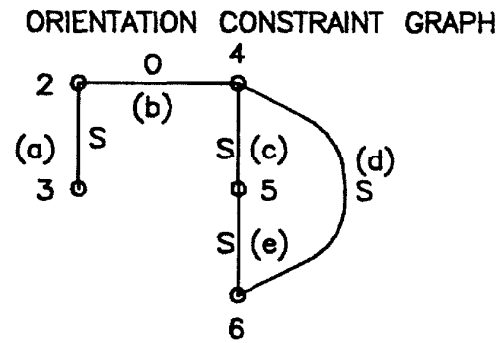 ORIENTATION CONSTRAINT GRAPH
O 4
2 (b)
(a) S S (c) (d)
3 5 S
S (e)
6